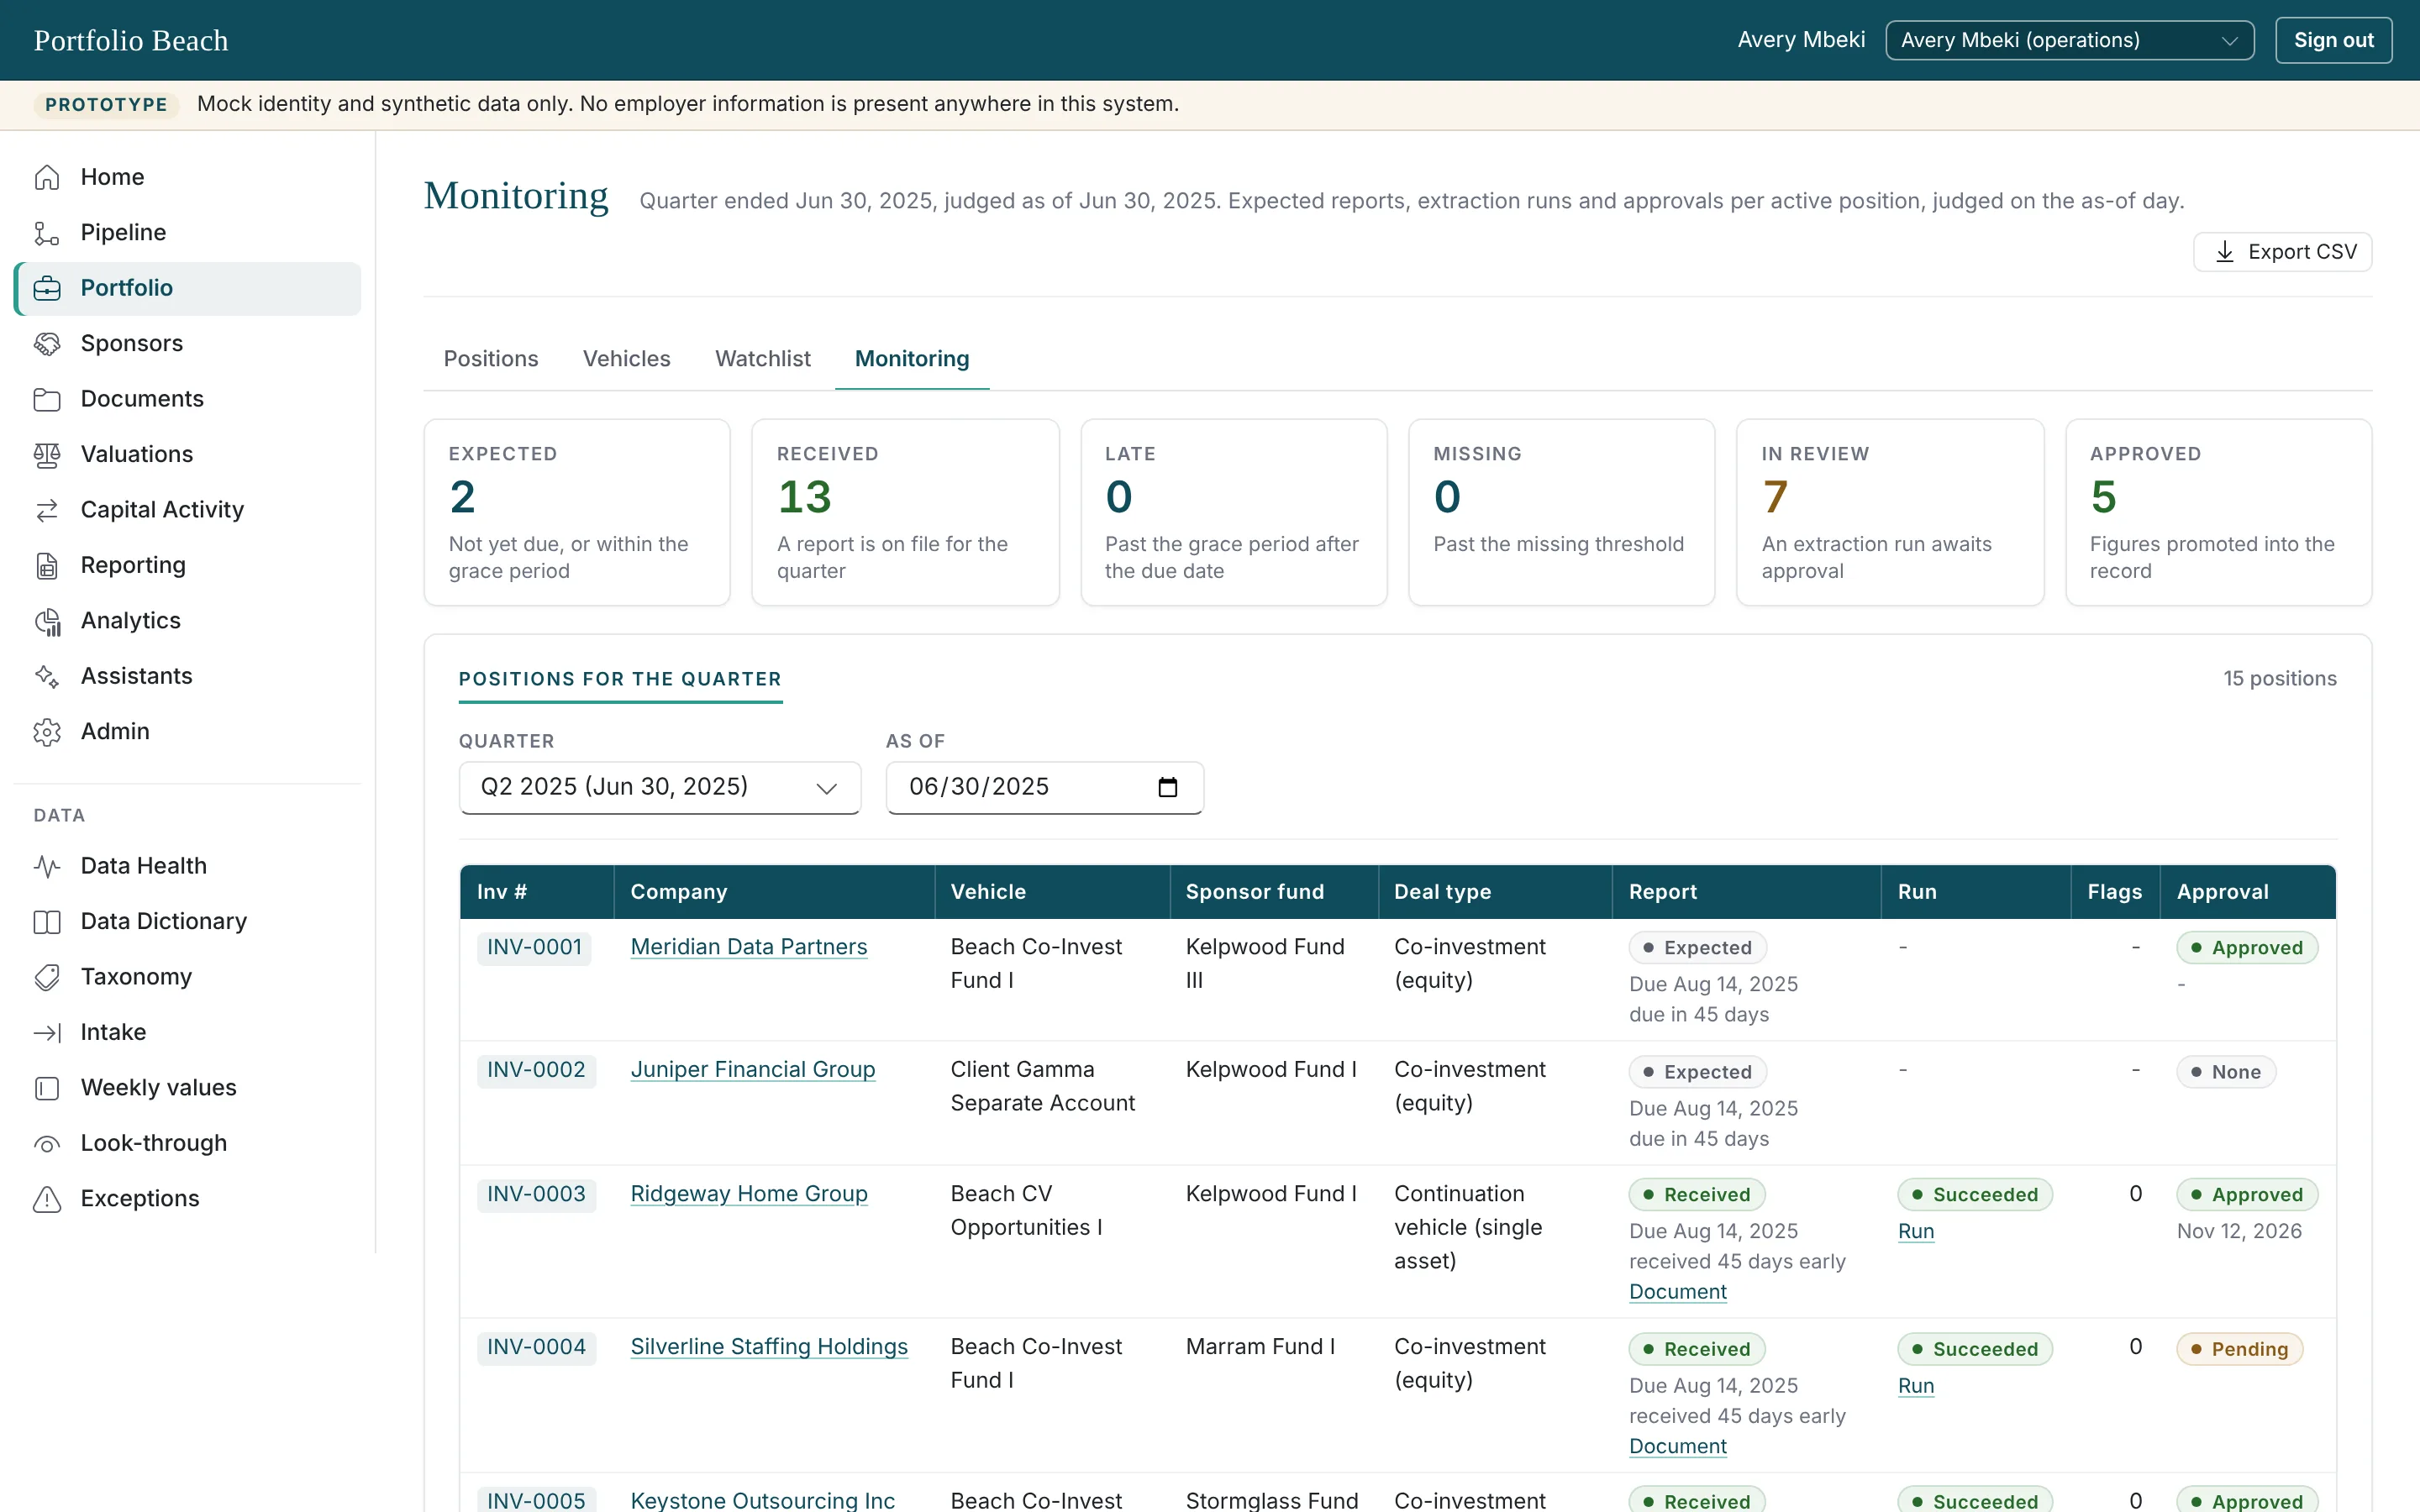 Portfolio Beach
Avery Mbeki
Avery Mbeki (operations)
Sign out
PROTOTYPE
Mock identity and synthetic data only. No employer information is present anywhere in this system.
Home
Pipeline
Portfolio
Sponsors
Documents
Valuations
Capital Activity
Reporting
Analytics
Assistants
Admin
DATA
Data Health
Data Dictionary
Taxonomy
Intake
Weekly values
Look-through
Exceptions
Monitoring
Quarter ended Jun 30, 2025, judged as of Jun 30, 2025. Expected reports, extraction runs and approvals per active position, judged on the as-of day.
Export CSV
Positions
Vehicles
Watchlist
Monitoring
EXPECTED
2
Not yet due, or within the
grace period
RECEIVED
13
A report is on file for the
quarter
LATE
0
Past the grace period after
the due date
MISSING
0
Past the missing threshold
IN REVIEW
7
An extraction run awaits
approval
APPROVED
5
Figures promoted into the
record
POSITIONS FOR THE QUARTER
15 positions
QUARTER
Q2 2025 (Jun 30, 2025)
AS OF
06/30/2025
Inv #
Company
Vehicle
Sponsor fund
Deal type
Report
Run
Flags
Approval
INV-0001
Meridian Data Partners
Beach Co-Invest
Fund I
Kelpwood Fund
III
Co-investment
(equity)
Expected
Due Aug 14, 2025
due in 45 days
-
-
Approved
-
INV-0002
Juniper Financial Group
Client Gamma
Separate Account
Kelpwood Fund I
Co-investment
(equity)
Expected
Due Aug 14, 2025
due in 45 days
-
-
None
INV-0003
Ridgeway Home Group
Beach CV
Opportunities I
Kelpwood Fund I
Continuation
vehicle (single
asset)
Received
Due Aug 14, 2025
received 45 days early
Document
Succeeded
Run
0
Approved
Nov 12, 2026
INV-0004
Silverline Staffing Holdings
Beach Co-Invest
Fund I
Marram Fund I
Co-investment
(equity)
Received
Due Aug 14, 2025
received 45 days early
Document
Succeeded
Run
0
Pending
INV-0005
Keystone Outsourcing Inc
Beach Co-Invest
Stormglass Fund
Co-investment
Received
Succeeded
0
Approved